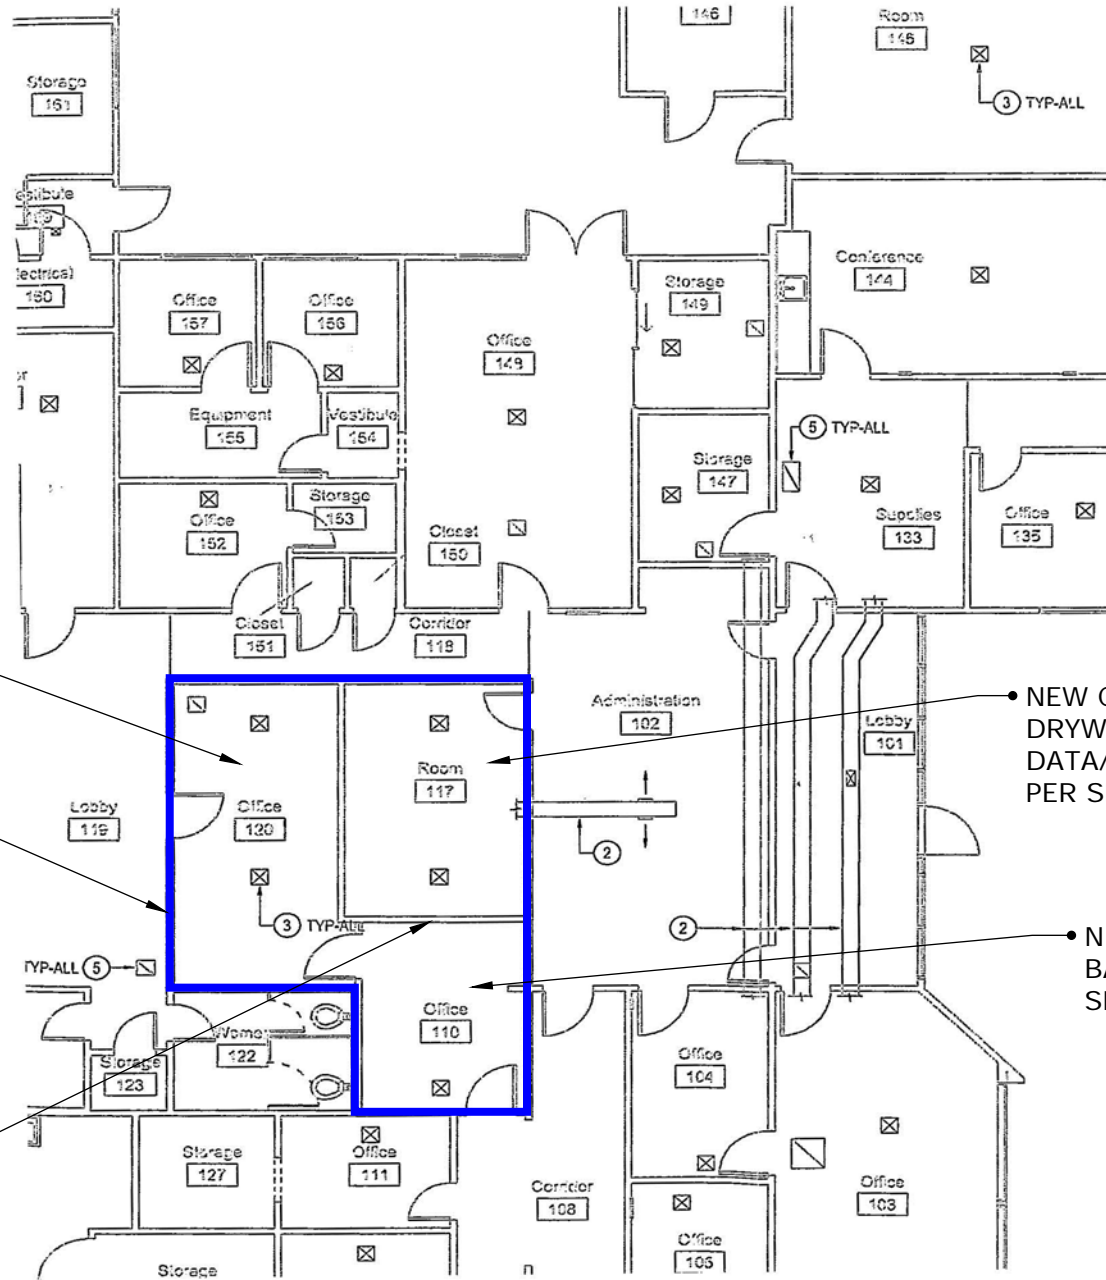 146
Room
146
3 TYP-ALL
Storage
161
Conference
144
Storage
149
Office
157
Office
156
Office
148
160
Equipment
155
Vestibule
154
5 TYP-ALL
Storage
147
Storage
153
Office
152
Closet
150
Supplies
133
Office
135
Closet
151
Corridor
118
Administration
102
Lobby
101
Room
117
Lobby
119
Office
120
2
3 TYP-ALL
2
TYP-ALL 5
Office
110
Women
122
Storage
123
Office
104
Storage
127
Office
111
Corridor
108
Office
103
Office
105
Storage
NEW
DRYW
DATA/
PER S
N
BA